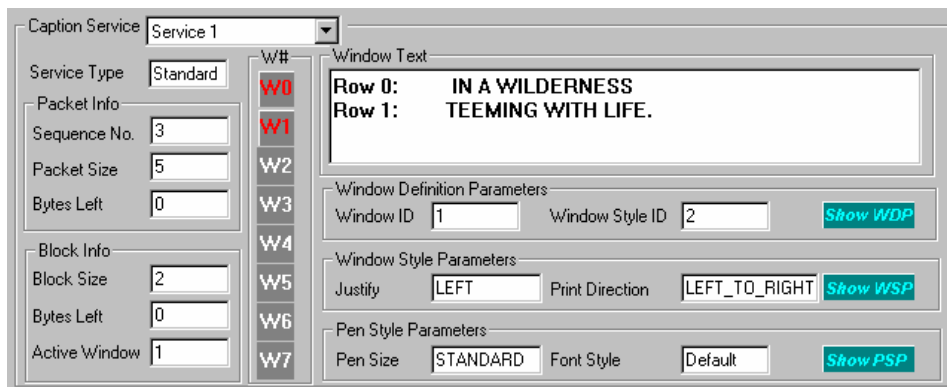 Caption Service Service 1
Service Type Standard
Packet Info
Sequence No. 3
Packet Size 5
Bytes Left 0
Block Info
Block Size 2
Bytes Left 0
Active Window 1
W#
W0
W1
W2
W3
W4
W5
W6
W7
Window Text
Row 0: IN A WILDERNESS
Row 1: TEEMING WITH LIFE.
Window Definition Parameters
Window ID 1 Window Style ID 2 Show WDP
Window Style Parameters
Justify LEFT Print Direction LEFT_TO_RIGHT Show WSP
Pen Style Parameters
Pen Size STANDARD Font Style Default Show PSP